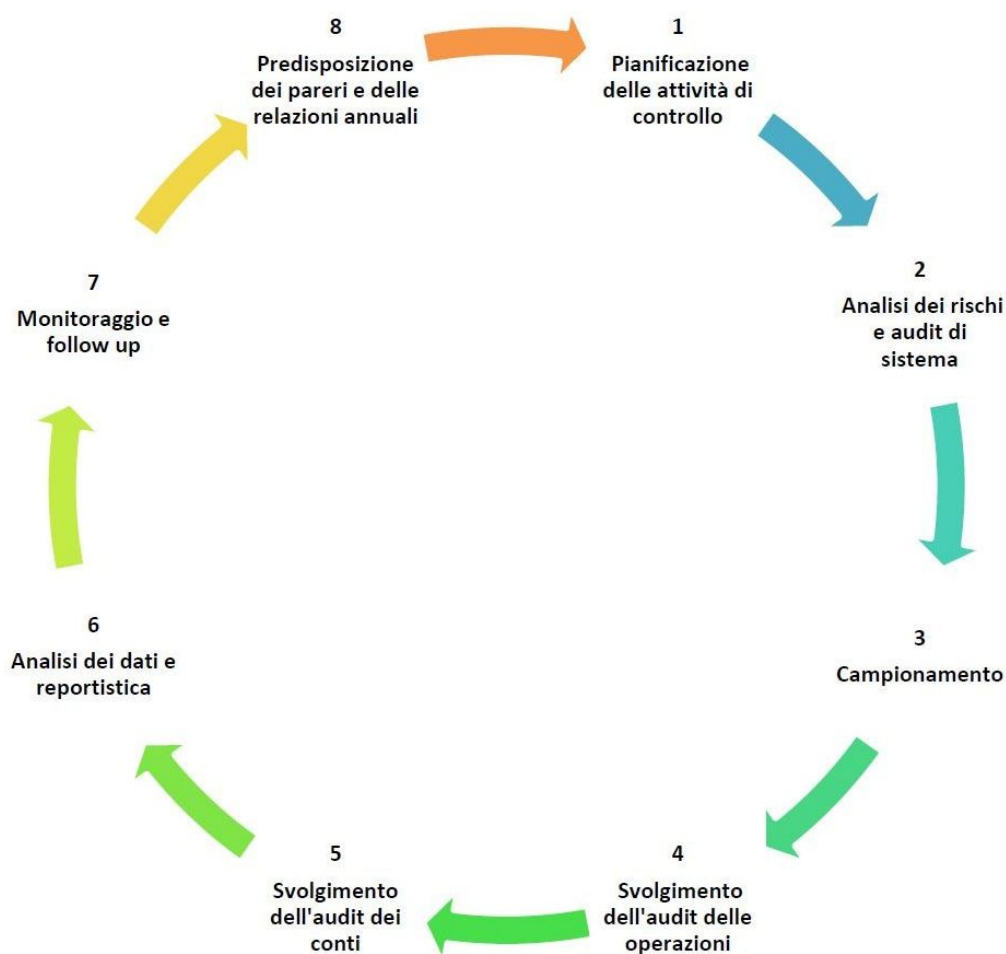 8
Predisposizione
dei pareri e delle
relazioni annuali
1
Pianificazione
delle attività di
controllo
2
Analisi dei rischi
e audit di
sistema
3
Campionamento
4
Svolgimento
dell'audit delle
operazioni
5
Svolgimento
dell'audit dei
conti
6
Analisi dei dati e
reportistica
7
Monitoraggio e
follow up